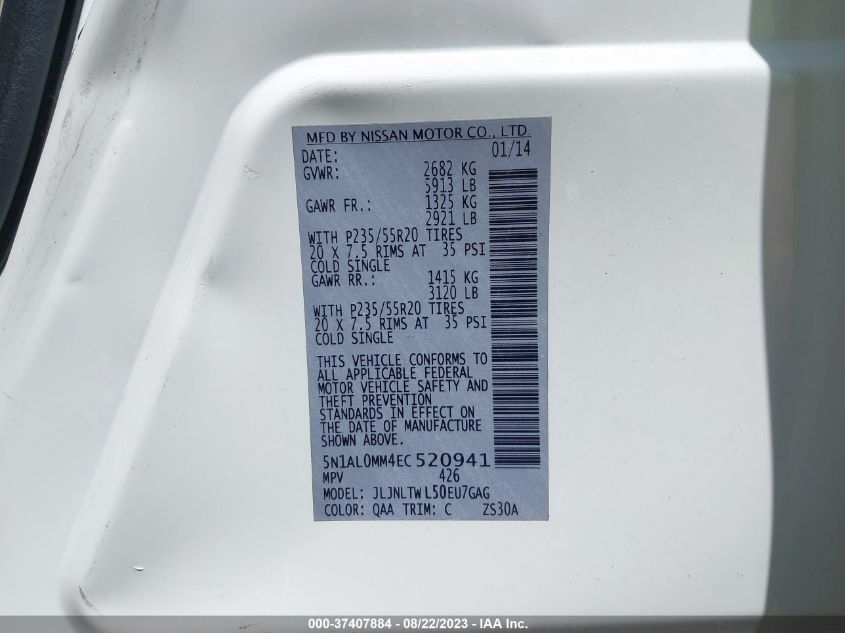 MFD BY NISSAN MOTOR CO., LTD.
DATE: 01/14
GVWR: 2682 KG
5913 LB
GAWR FR.: 1325 KG
2921 LB
WITH P235/55R20 TIRES
20 X 7.5 RIMS AT 35 PSI
COLD SINGLE
GAWR RR.: 1415 KG
3120 LB
WITH P235/55R20 TIRES
20 X 7.5 RIMS AT 35 PSI
COLD SINGLE
THIS VEHICLE CONFORMS TO
ALL APPLICABLE FEDERAL
MOTOR VEHICLE SAFETY AND
THEFT PREVENTION
STANDARDS IN EFFECT ON
THE DATE OF MANUFACTURE
SHOWN ABOVE.
5N1AL0MM4EC520941
MPV 426
MODEL: JLJNLTWL50EU7GAG
COLOR: QAA TRIM: C ZS30A
000-37407884 - 08/22/2023 - IAA Inc.